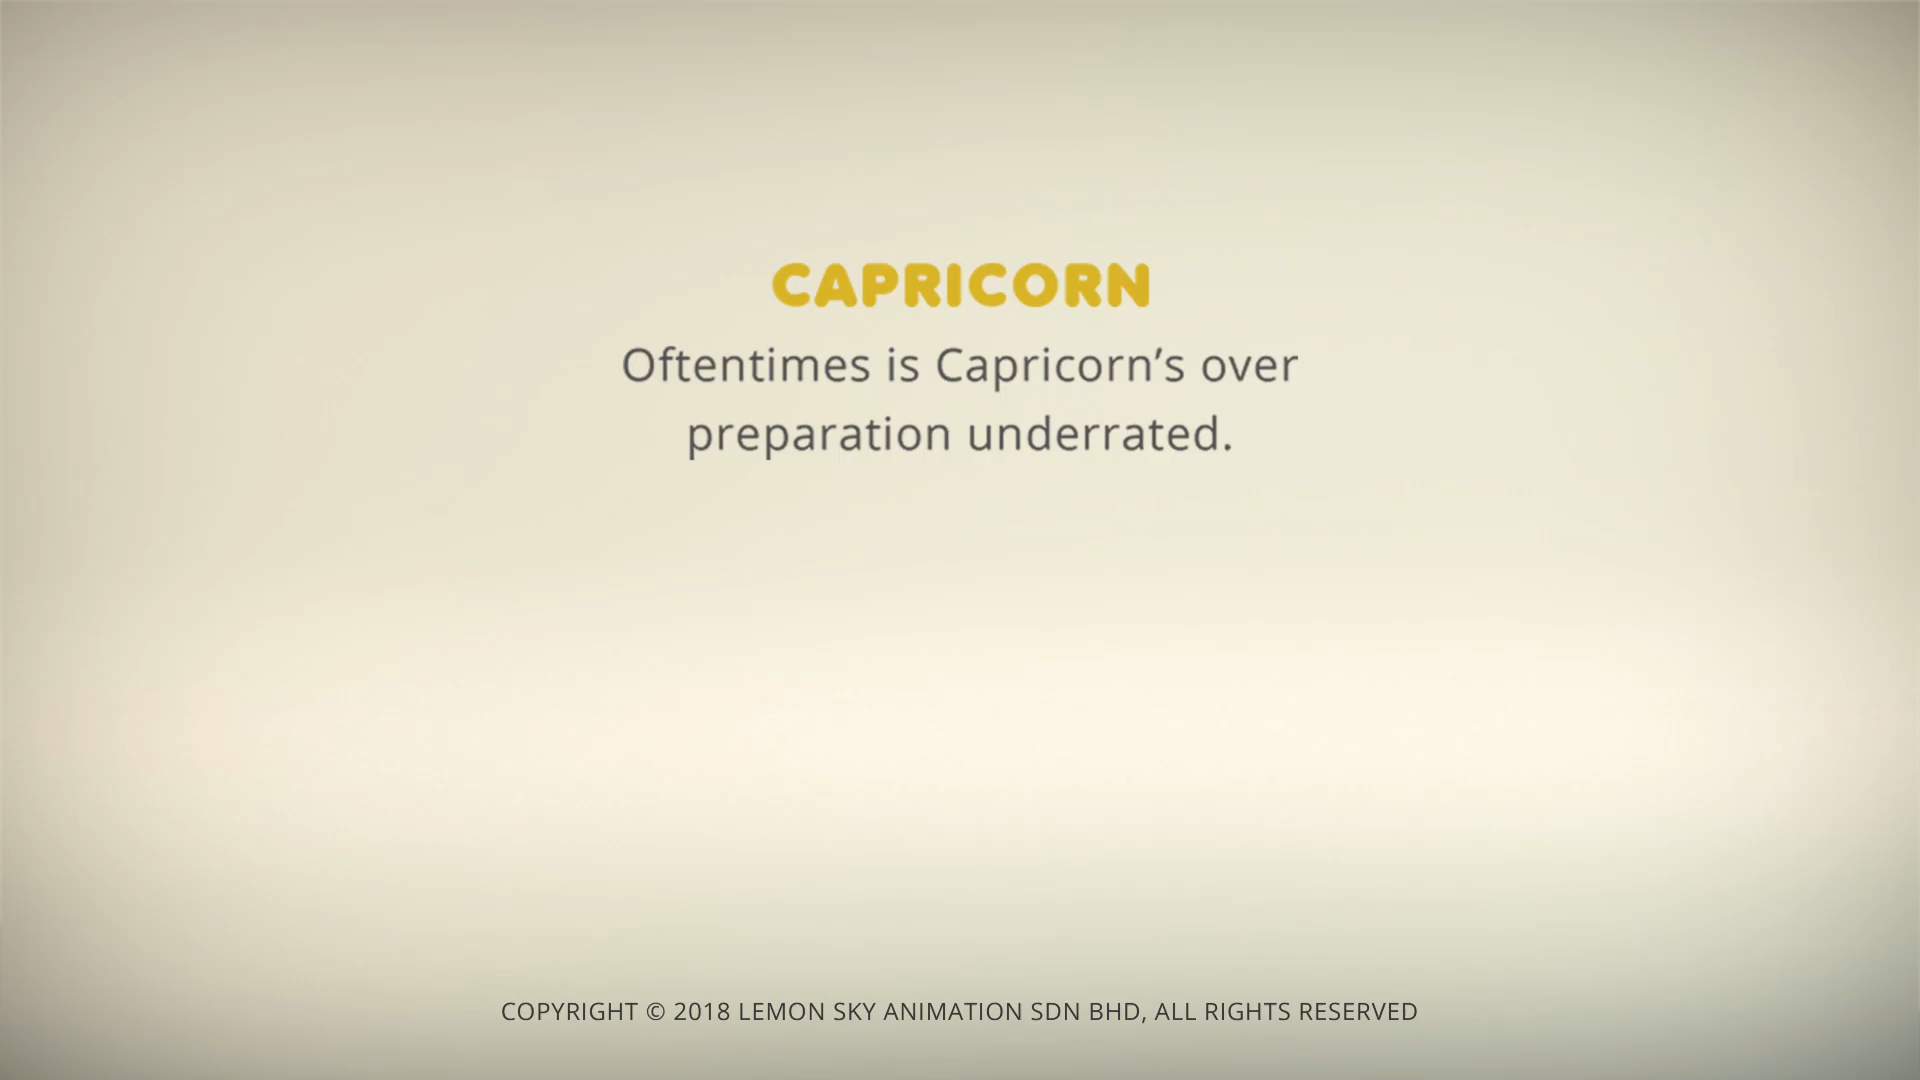 CAPRICORN
Oftentimes is Capricorn’s over
preparation underrated.
COPYRIGHT © 2018 LEMON SKY ANIMATION SDN BHD, ALL RIGHTS RESERVED